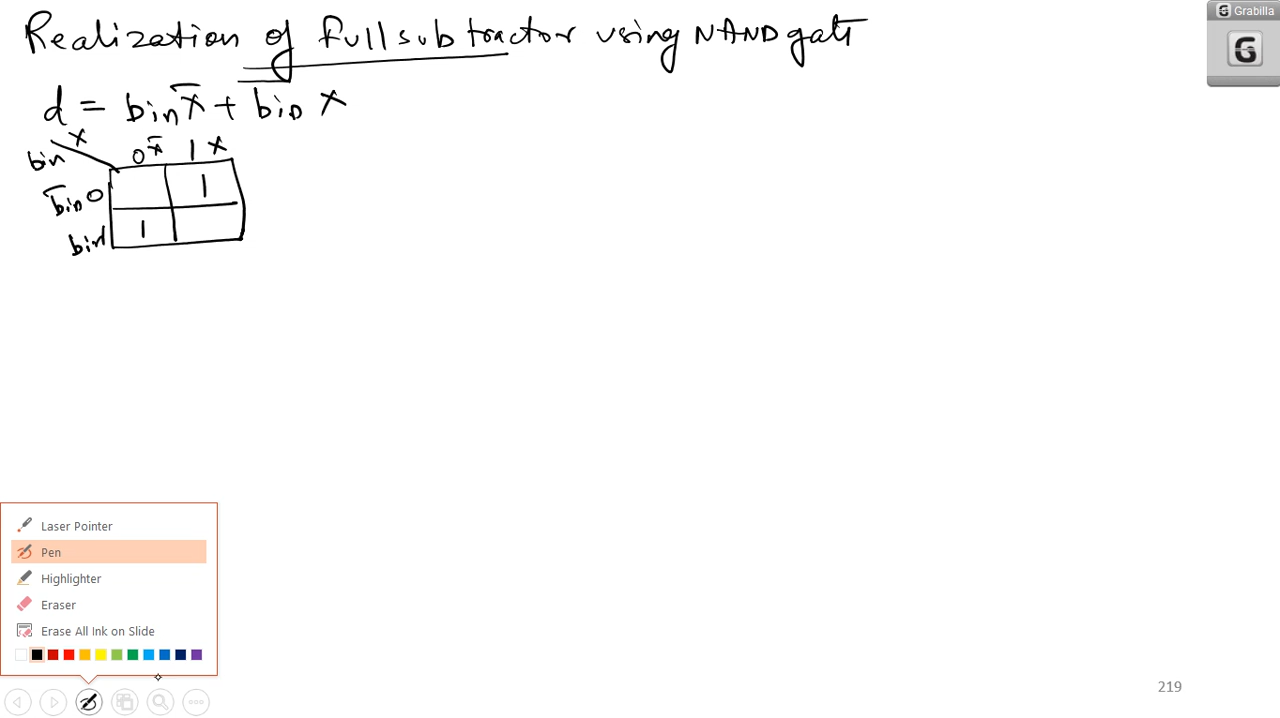 Realization of full subtractor using NAND gate
d = bin x̄ + b̅i̅n̅ x
x
bin
0 x̄ 1 x
b̅in 0 1
bin 1 1
Grabilla
G
Laser Pointer
Pen
Highlighter
Eraser
Erase All Ink on Slide
219